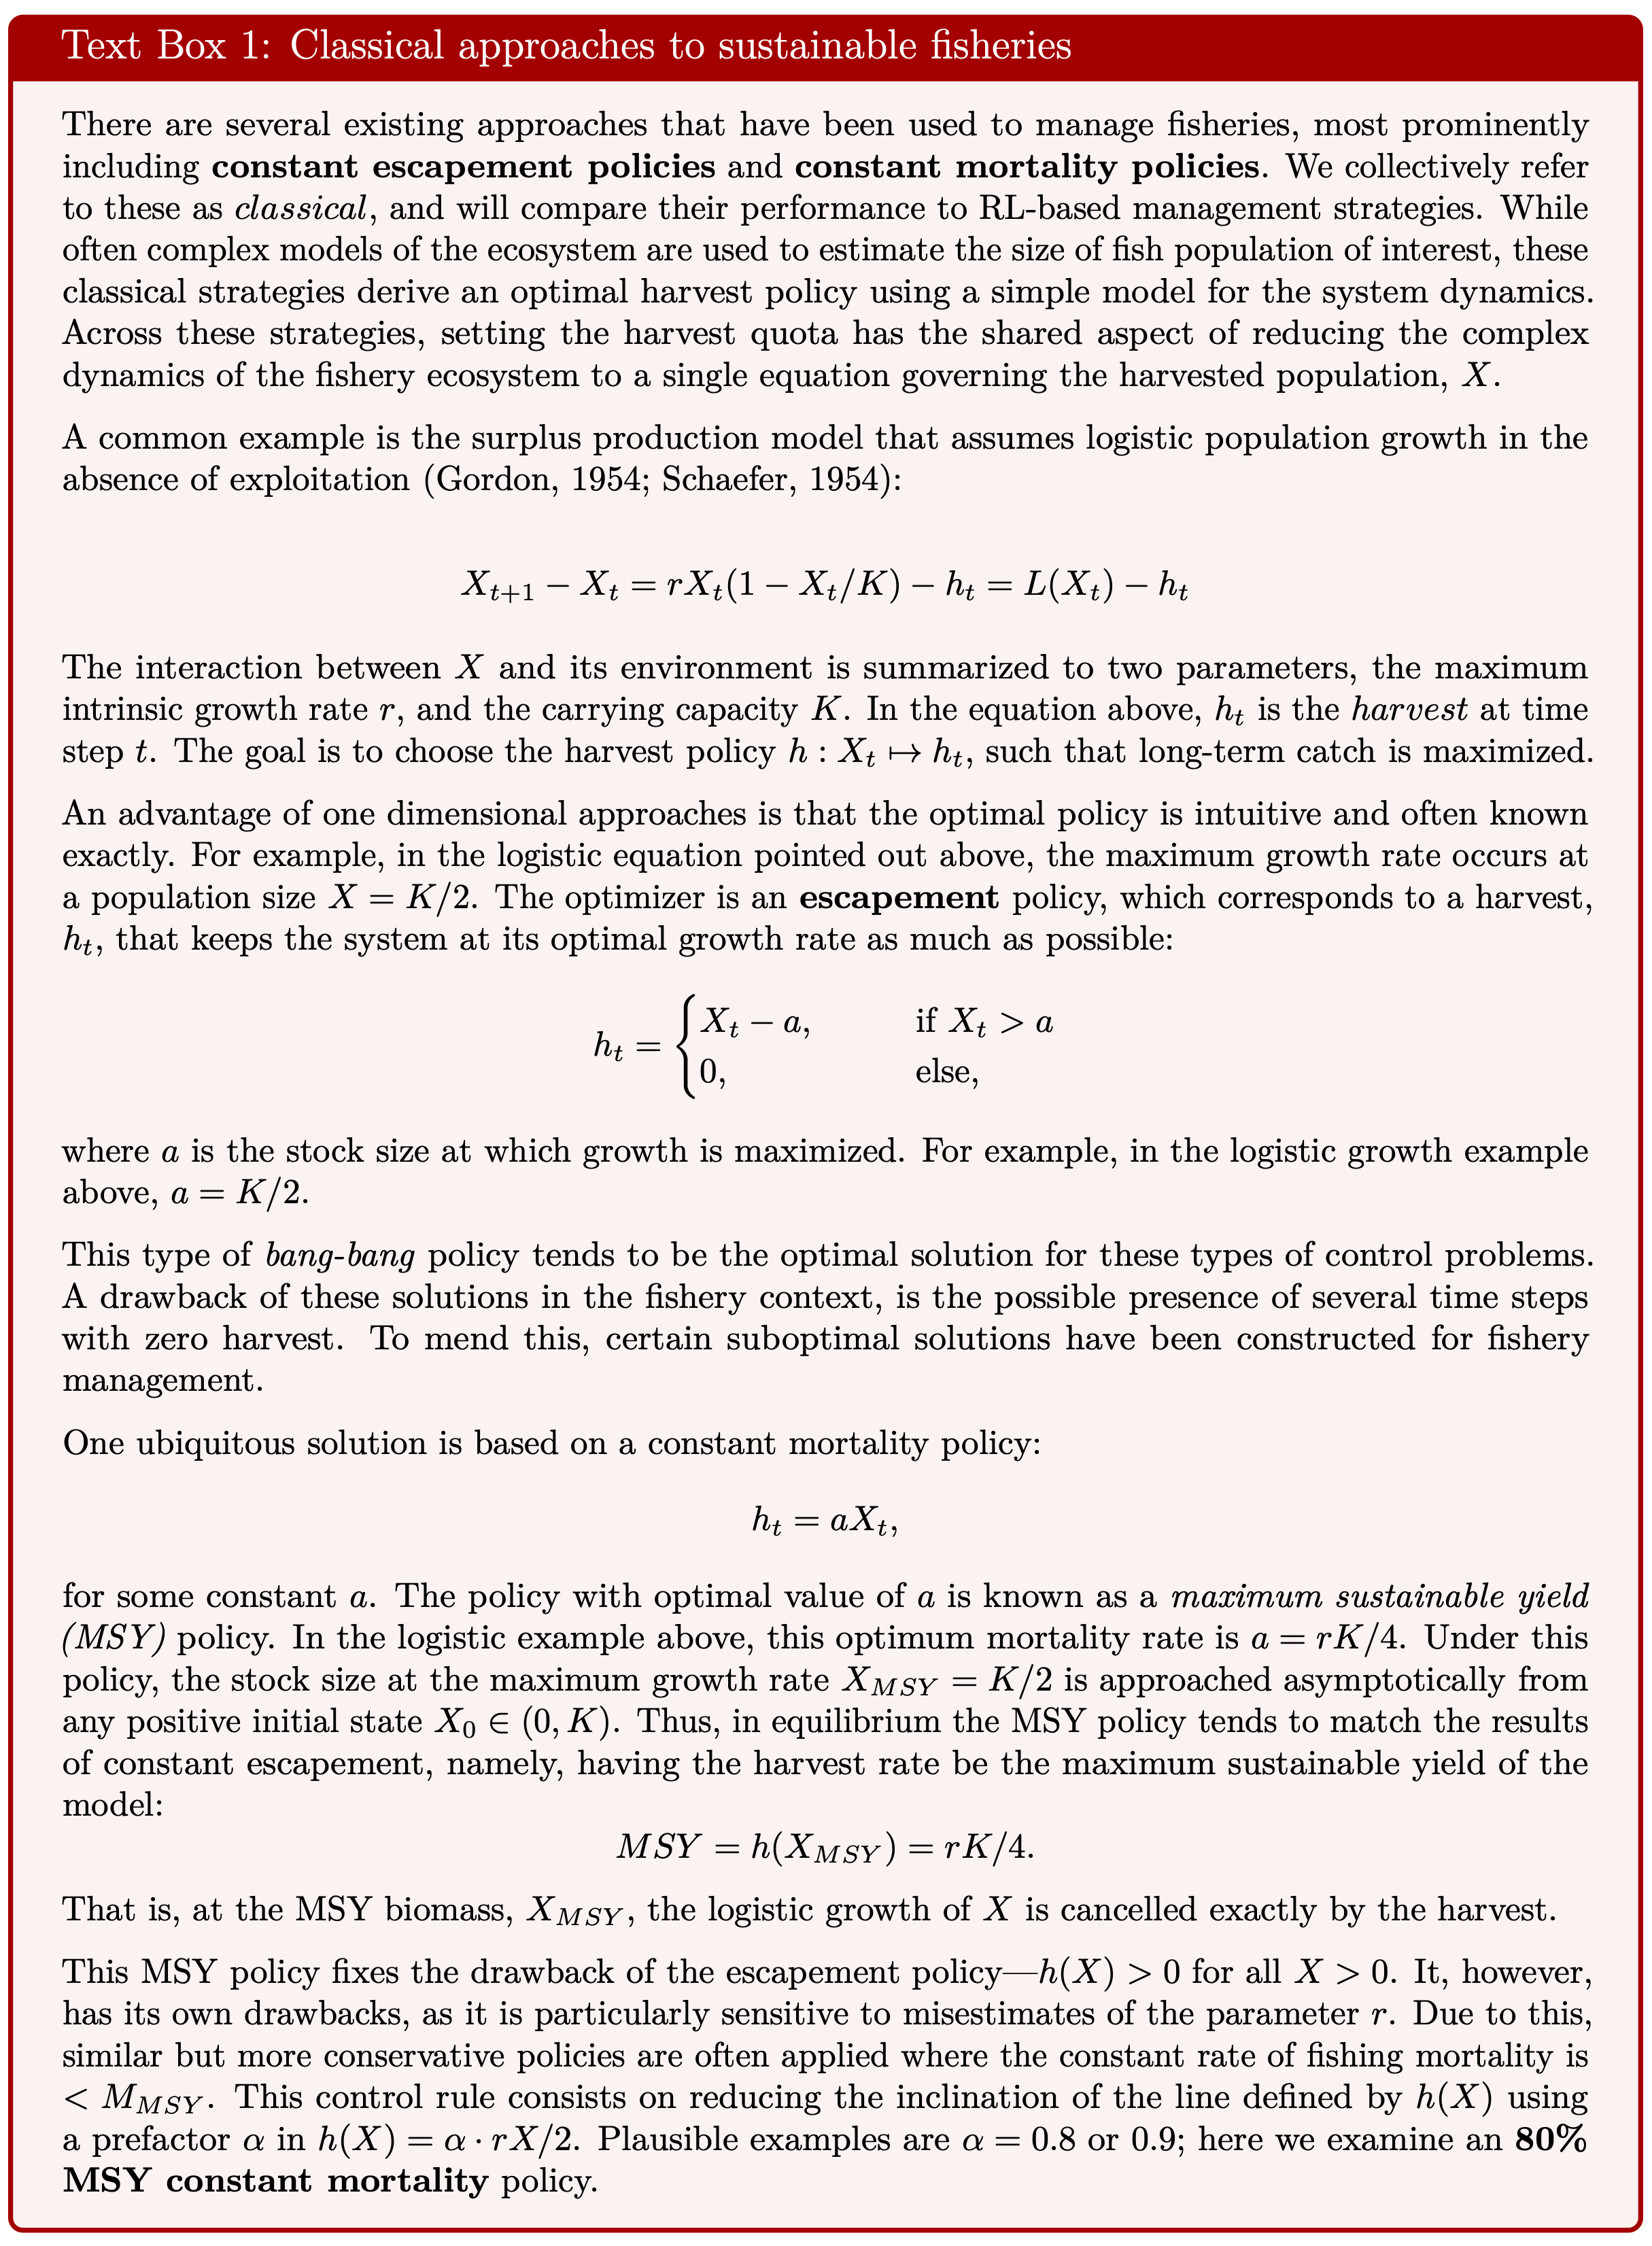 Text Box 1: Classical approaches to sustainable fisheries
There are several existing approaches that have been used to manage fisheries, most prominently
including constant escapement policies and constant mortality policies. We collectively refer
to these as classical, and will compare their performance to RL-based management strategies. While
often complex models of the ecosystem are used to estimate the size of fish population of interest, these
classical strategies derive an optimal harvest policy using a simple model for the system dynamics.
Across these strategies, setting the harvest quota has the shared aspect of reducing the complex
dynamics of the fishery ecosystem to a single equation governing the harvested population, X.
A common example is the surplus production model that assumes logistic population growth in the
absence of exploitation (Gordon, 1954; Schaefer, 1954):
X_{t+1} − X_t = rX_t(1 − X_t/K) − h_t = L(X_t) − h_t
The interaction between X and its environment is summarized to two parameters, the maximum
intrinsic growth rate r, and the carrying capacity K. In the equation above, h_t is the harvest at time
step t. The goal is to choose the harvest policy h : X_t ↦ h_t, such that long-term catch is maximized.
An advantage of one dimensional approaches is that the optimal policy is intuitive and often known
exactly. For example, in the logistic equation pointed out above, the maximum growth rate occurs at
a population size X = K/2. The optimizer is an escapement policy, which corresponds to a harvest,
h_t, that keeps the system at its optimal growth rate as much as possible:
h_t = { X_t − a, if X_t > a
0, else,
where a is the stock size at which growth is maximized. For example, in the logistic growth example
above, a = K/2.
This type of bang-bang policy tends to be the optimal solution for these types of control problems.
A drawback of these solutions in the fishery context, is the possible presence of several time steps
with zero harvest. To mend this, certain suboptimal solutions have been constructed for fishery
management.
One ubiquitous solution is based on a constant mortality policy:
h_t = aX_t,
for some constant a. The policy with optimal value of a is known as a maximum sustainable yield
(MSY) policy. In the logistic example above, this optimum mortality rate is a = rK/4. Under this
policy, the stock size at the maximum growth rate X_{MSY} = K/2 is approached asymptotically from
any positive initial state X_0 ∈ (0, K). Thus, in equilibrium the MSY policy tends to match the results
of constant escapement, namely, having the harvest rate be the maximum sustainable yield of the
model:
MSY = h(X_{MSY}) = rK/4.
That is, at the MSY biomass, X_{MSY}, the logistic growth of X is cancelled exactly by the harvest.
This MSY policy fixes the drawback of the escapement policy—h(X) > 0 for all X > 0. It, however,
has its own drawbacks, as it is particularly sensitive to misestimates of the parameter r. Due to this,
similar but more conservative policies are often applied where the constant rate of fishing mortality is
< M_{MSY}. This control rule consists on reducing the inclination of the line defined by h(X) using
a prefactor α in h(X) = α · rX/2. Plausible examples are α = 0.8 or 0.9; here we examine an 80%
MSY constant mortality policy.